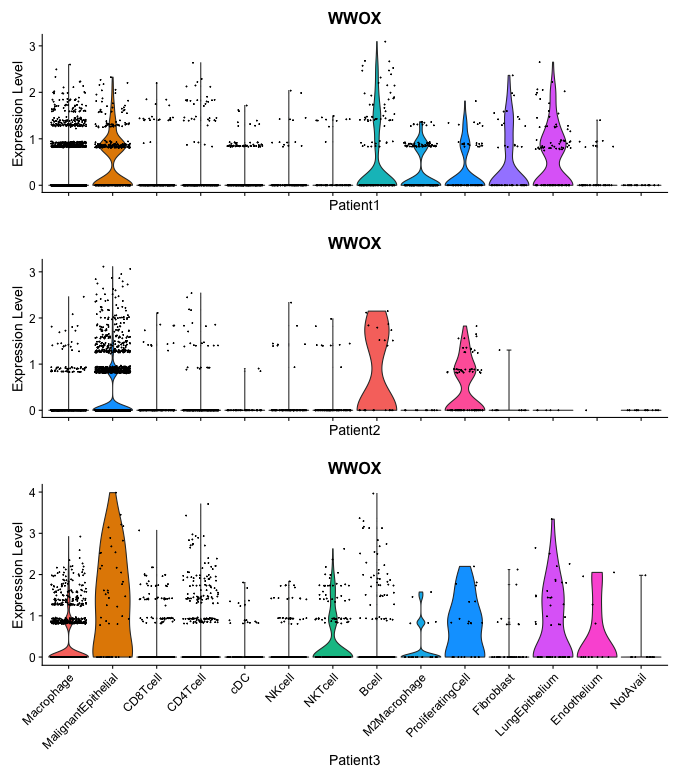 WWOX
Expression Level
3
2
1
0
Patient1
WWOX
Expression Level
3
2
1
0
Patient2
WWOX
Expression Level
4
3
2
1
0
Macrophage
MalignantEpithelial
CD8Tcell
CD4Tcell
cDC
NKcell
NKTcell
Bcell
M2Macrophage
ProliferatingCell
Fibroblast
LungEpithelium
Endothelium
NotAvail
Patient3